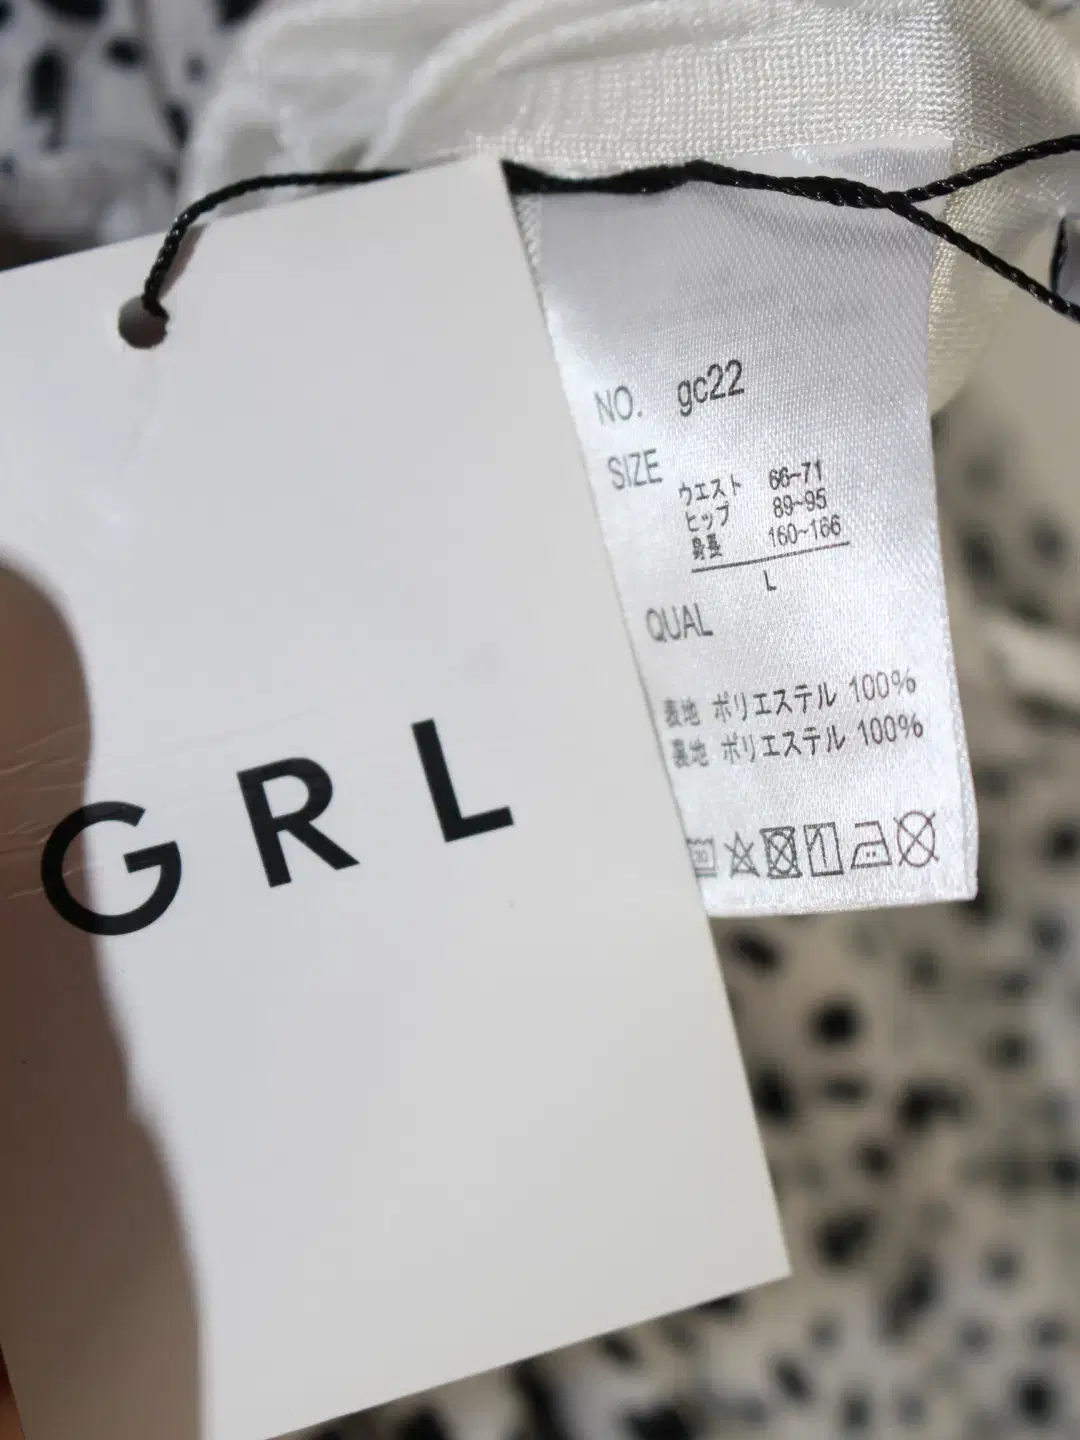 GRL
NO. gc22
SIZE
ウエスト 66~71
ヒップ 89~95
身長 160~166
L
QUAL
表地 ポリエステル 100%
裏地 ポリエステル 100%
30